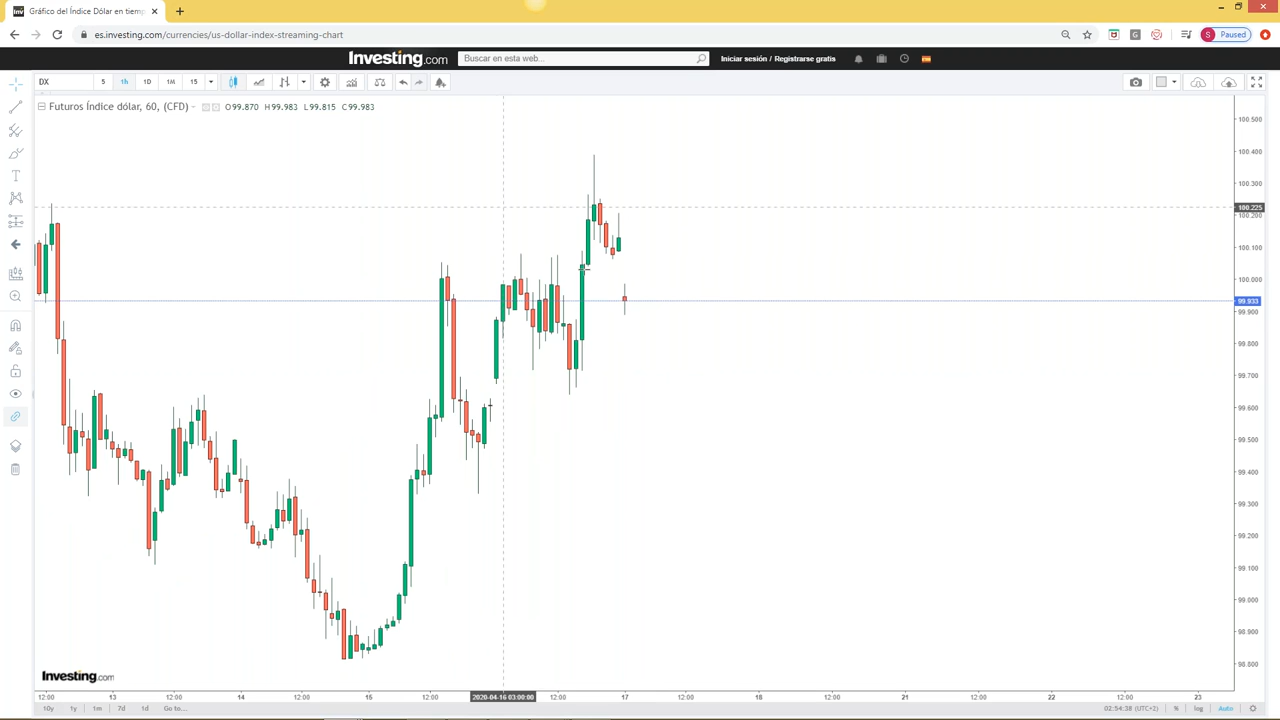 Gráfico del Índice Dólar en tiemp
es.investing.com/currencies/us-dollar-index-streaming-chart
S Paused
Investing.com
Buscar en esta web...
Iniciar sesión / Registrarse gratis
DX 5 1h 1D 1M 15
Futuros Índice dólar, 60, (CFD) O99.870 H99.983 L99.815 C99.983
100.500
100.400
100.300
100.225
100.200
100.100
100.000
99.933
99.900
99.800
99.700
99.600
99.500
99.400
99.300
99.200
99.100
99.000
98.900
98.800
Investing.com
12:00 13 12:00 14 12:00 15 12:00 2020-04-16 03:00:00 12:00 17 12:00 18 12:00 21 12:00 22 12:00 23
10y 1y 1m 7d 1d Go to... 02:54:38 (UTC+2) % log Auto